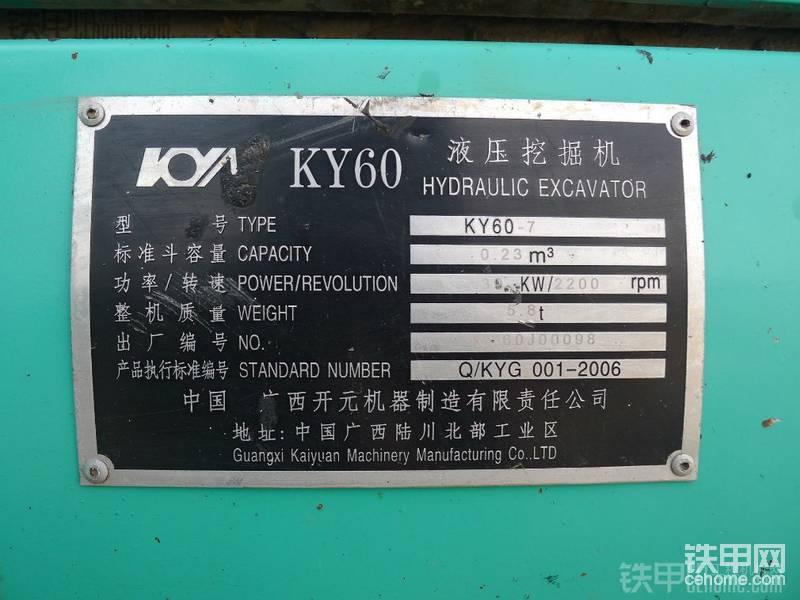 铁甲 cehome.com
KOYA KY60 液压挖掘机
HYDRAULIC EXCAVATOR
型 号 TYPE KY60-7
标准斗容量 CAPACITY 0.23 m³
功率/转速 POWER/REVOLUTION KW/2200 rpm
整机质量 WEIGHT 5.8t
出厂编号 NO. 60J00098
产品执行标准编号 STANDARD NUMBER Q/KYG 001-2006
中国 广西开元机器制造有限责任公司
地址: 中国广西陆川北部工业区
Guangxi Kaiyuan Machinery Manufacturing Co.,LTD
铁甲网
cehome.com